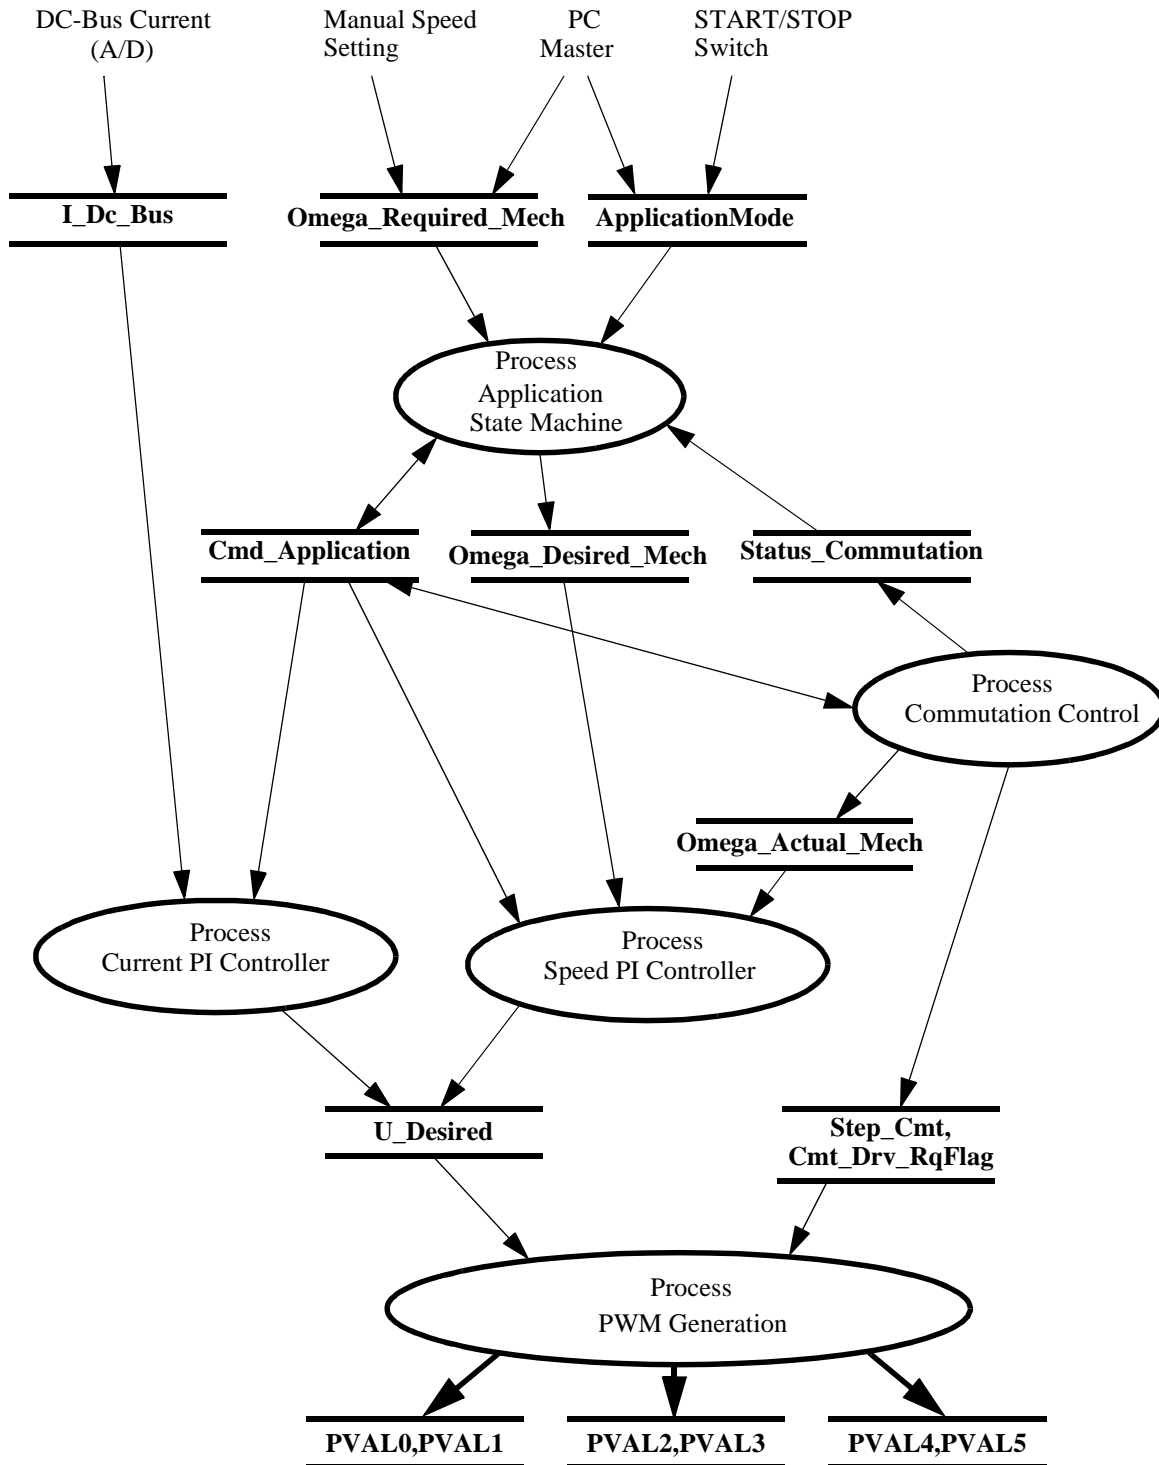 DC-Bus Current
(A/D)
Manual Speed
Setting
PC
Master
START/STOP
Switch
I_Dc_Bus
Omega_Required_Mech
ApplicationMode
Process
Application
State Machine
Cmd_Application
Omega_Desired_Mech
Status_Commutation
Process
Commutation Control
Omega_Actual_Mech
Process
Current PI Controller
Process
Speed PI Controller
U_Desired
Step_Cmt,
Cmt_Drv_RqFlag
Process
PWM Generation
PVAL0,PVAL1
PVAL2,PVAL3
PVAL4,PVAL5